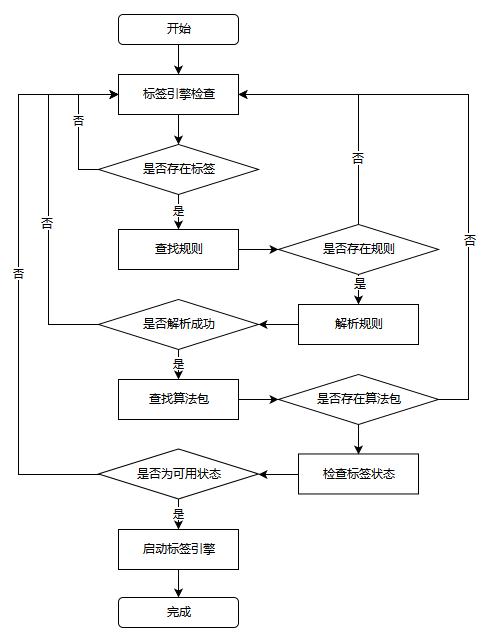 开始
标签引擎检查
否
是否存在标签
否
是
查找规则
是否存在规则
否
否
否
是
是否解析成功
解析规则
是
查找算法包
是否存在算法包
是否为可用状态
检查标签状态
是
启动标签引擎
完成